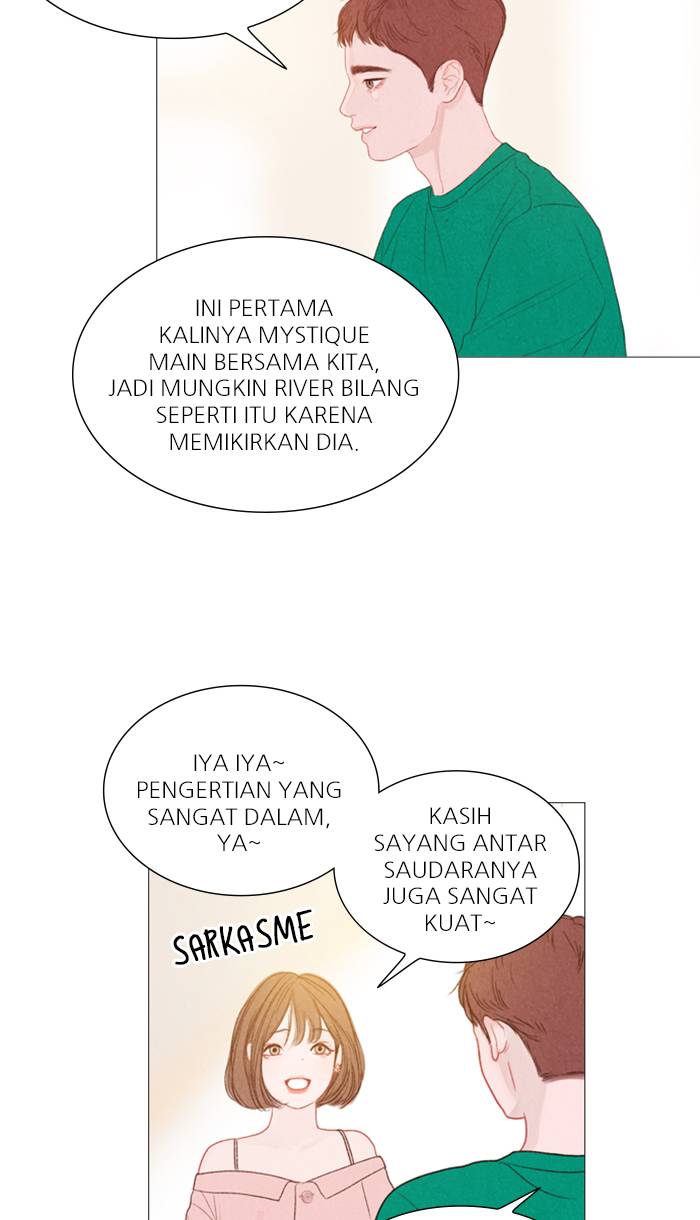 INI PERTAMA
KALINYA MYSTIQUE
MAIN BERSAMA KITA,
JADI MUNGKIN RIVER BILANG
SEPERTI ITU KARENA
MEMIKIRKAN DIA.
IYA IYA~
PENGERTIAN YANG
SANGAT DALAM,
YA~
KASIH
SAYANG ANTAR
SAUDARANYA
JUGA SANGAT
KUAT~
SARKASME